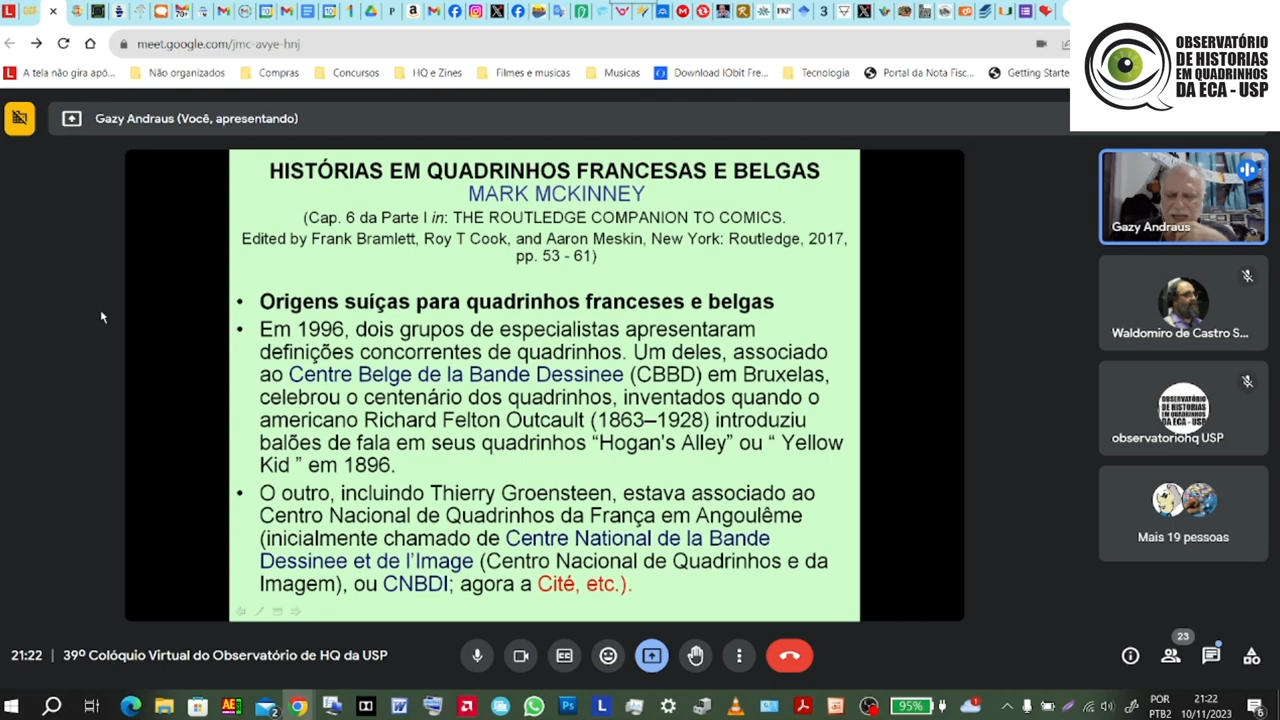 meet.google.com/jmc-avye-hnj
OBSERVATÓRIO
DE HISTORIAS
EM QUADRINHOS
DA ECA - USP
A tela não gira apó...
Não organizados
Compras
Concursos
HQ e Zines
Filmes e musicas
Musicas
Download IObit Fre...
Tecnologia
Portal da Nota Fisc...
Getting Starte
Gazy Andraus (Você, apresentando)
HISTÓRIAS EM QUADRINHOS FRANCESAS E BELGAS
MARK MCKINNEY
(Cap. 6 da Parte I in: THE ROUTLEDGE COMPANION TO COMICS.
Edited by Frank Bramlett, Roy T Cook, and Aaron Meskin, New York: Routledge, 2017,
pp. 53 - 61)
• Origens suíças para quadrinhos franceses e belgas
• Em 1996, dois grupos de especialistas apresentaram
definições concorrentes de quadrinhos. Um deles, associado
ao Centre Belge de la Bande Dessinee (CBBD) em Bruxelas,
celebrou o centenário dos quadrinhos, inventados quando o
americano Richard Felton Outcault (1863–1928) introduziu
balões de fala em seus quadrinhos “Hogan's Alley” ou “ Yellow
Kid ” em 1896.
• O outro, incluindo Thierry Groensteen, estava associado ao
Centro Nacional de Quadrinhos da França em Angoulême
(inicialmente chamado de Centre National de la Bande
Dessinee et de l’Image (Centro Nacional de Quadrinhos e da
Imagem), ou CNBDI; agora a Cité, etc.).
Gazy Andraus
Waldomiro de Castro S...
OBSERVATÓRIO
DE HISTORIAS
EM QUADRINHOS
DA ECA - USP
observatoriohq USP
Mais 19 pessoas
21:22 | 39º Colóquio Virtual do Observatório de HQ da USP
23
95%
POR
PTB2
21:22
10/11/2023
6